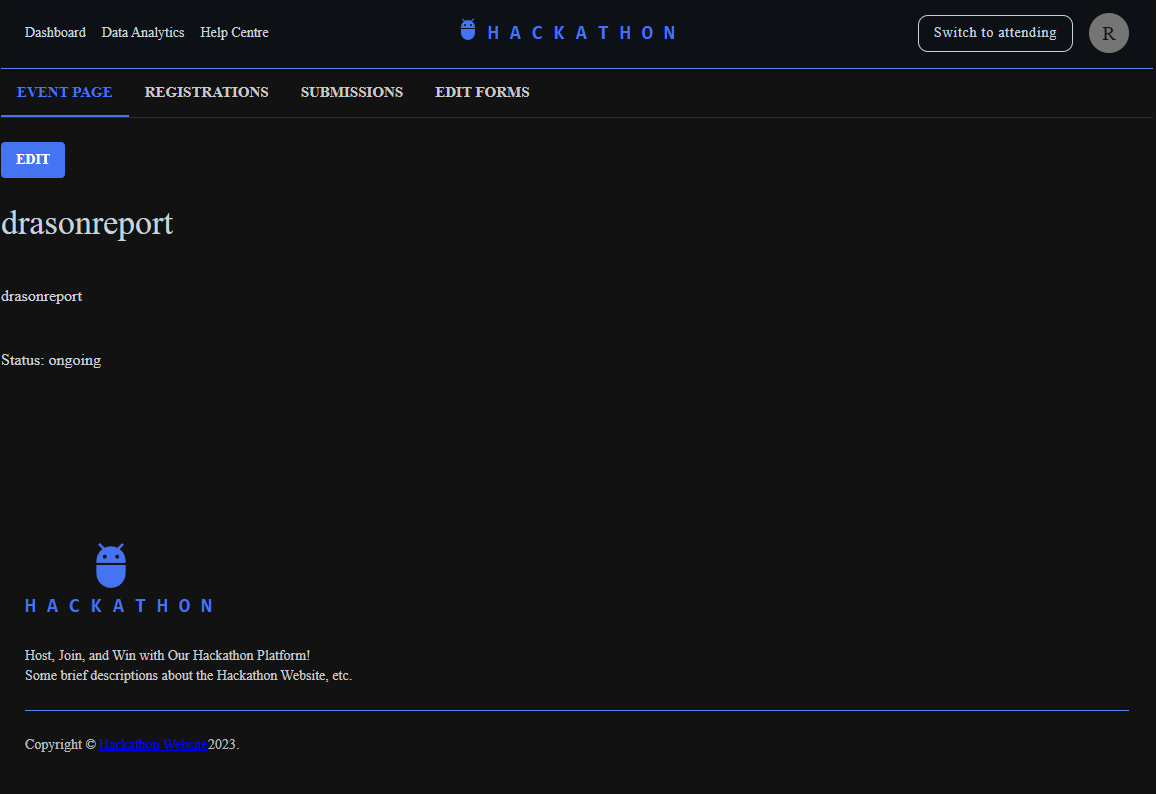 Dashboard Data Analytics Help Centre HACKATHON Switch to attending R
EVENT PAGE REGISTRATIONS SUBMISSIONS EDIT FORMS
EDIT
drasonreport
drasonreport
Status: ongoing
HACKATHON
Host, Join, and Win with Our Hackathon Platform!
Some brief descriptions about the Hackathon Website, etc.
Copyright © Hackathon Website2023.